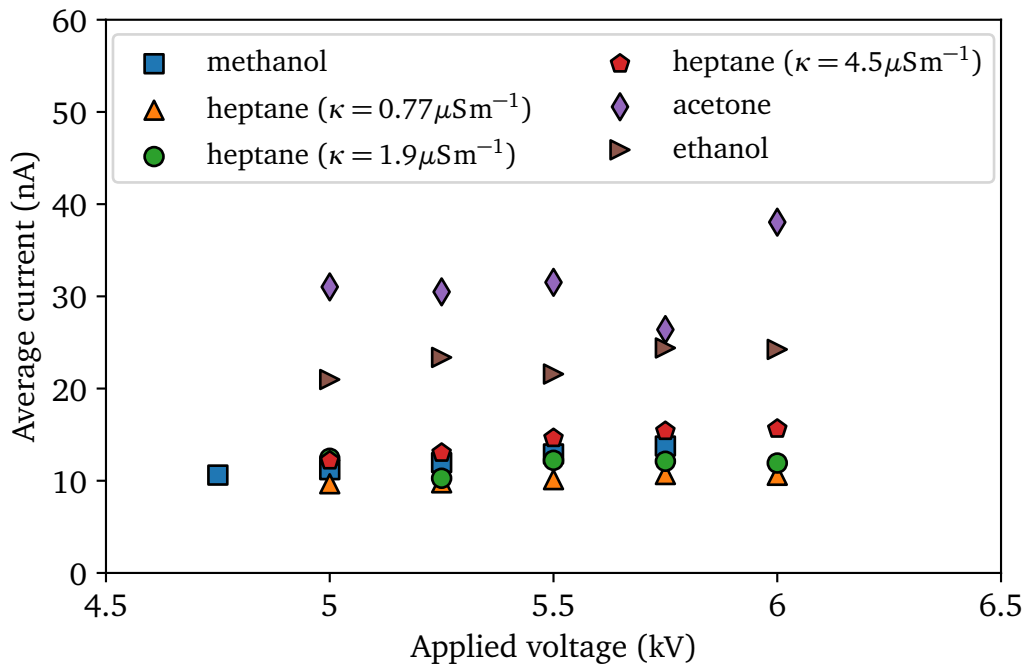 60
50
40
30
20
10
0
Average current (nA)
methanol
heptane (κ = 0.77μSm⁻¹)
heptane (κ = 1.9μSm⁻¹)
heptane (κ = 4.5μSm⁻¹)
acetone
ethanol
4.5 5 5.5 6 6.5
Applied voltage (kV)